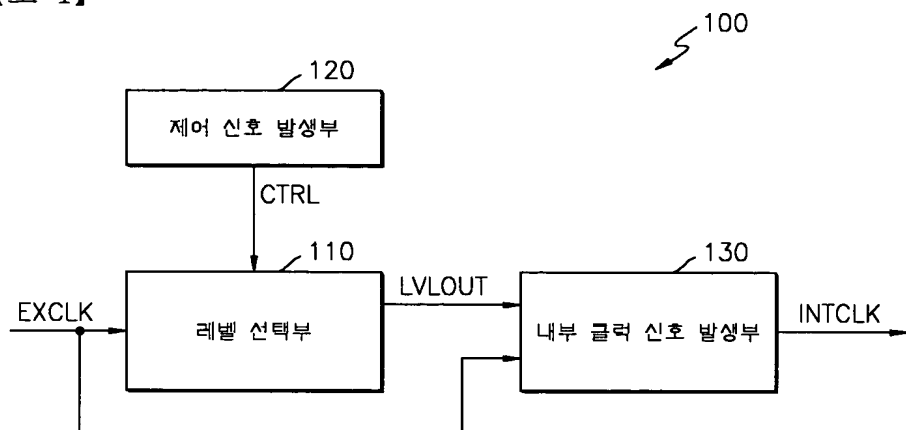 100
120
제어 신호 발생부
CTRL
110
130
EXCLK
레벨 선택부
LVLOUT
내부 클럭 신호 발생부
INTCLK